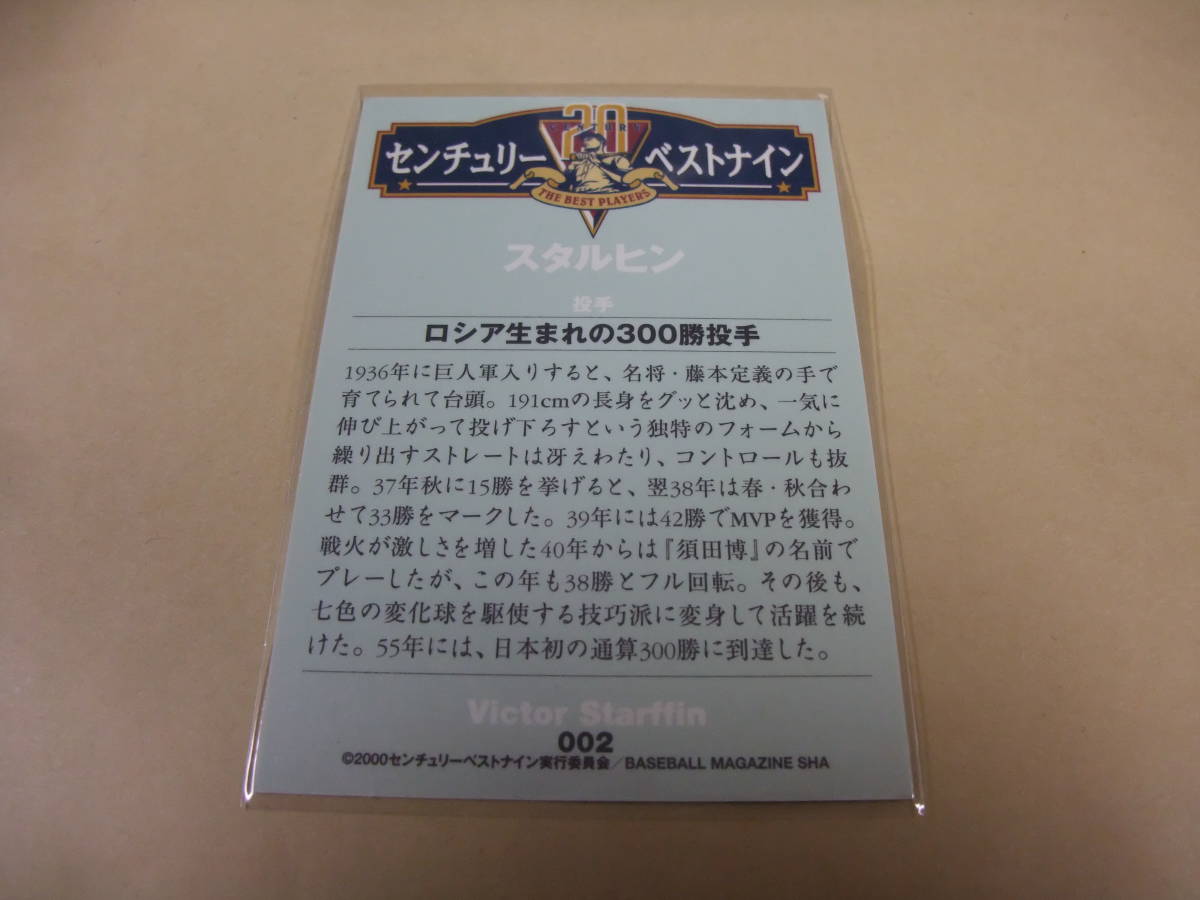 20
CENTURY
センチュリー ベストナイン
THE BEST PLAYERS
スタルヒン
投手
ロシア生まれの300勝投手
1936年に巨人軍入りすると、名将・藤本定義の手で
育てられて台頭。191cmの長身をグッと沈め、一気に
伸び上がって投げ下ろすという独特のフォームから
繰り出すストレートは冴えわたり、コントロールも抜
群。37年秋に15勝を挙げると、翌38年は春・秋合わ
せて33勝をマークした。39年には42勝でMVPを獲得。
戦火が激しさを増した40年からは『須田博』の名前で
プレーしたが、この年も38勝とフル回転。その後も、
七色の変化球を駆使する技巧派に変身して活躍を続
けた。55年には、日本初の通算300勝に到達した。
Victor Starffin
002
©2000センチュリーベストナイン実行委員会/BASEBALL MAGAZINE SHA